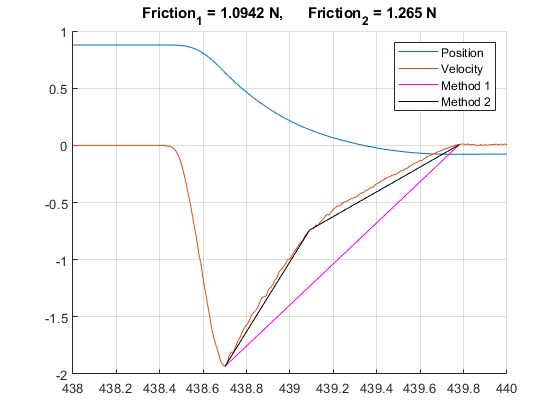 Friction1 = 1.0942 N, Friction2 = 1.265 N
1
0.5
0
-0.5
-1
-1.5
-2
438 438.2 438.4 438.6 438.8 439 439.2 439.4 439.6 439.8 440
Position
Velocity
Method 1
Method 2